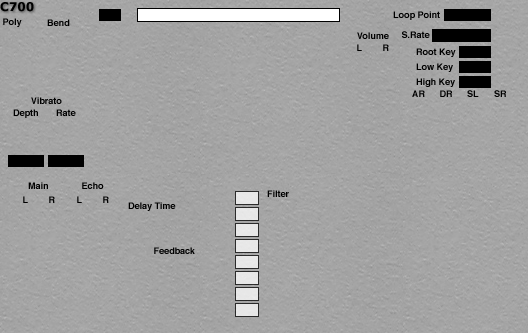 C700
Poly Bend
Loop Point
Volume S.Rate
L R
Root Key
Low Key
High Key
AR DR SL SR
Vibrato
Depth Rate
Main Echo
L R L R
Delay Time
Filter
Feedback